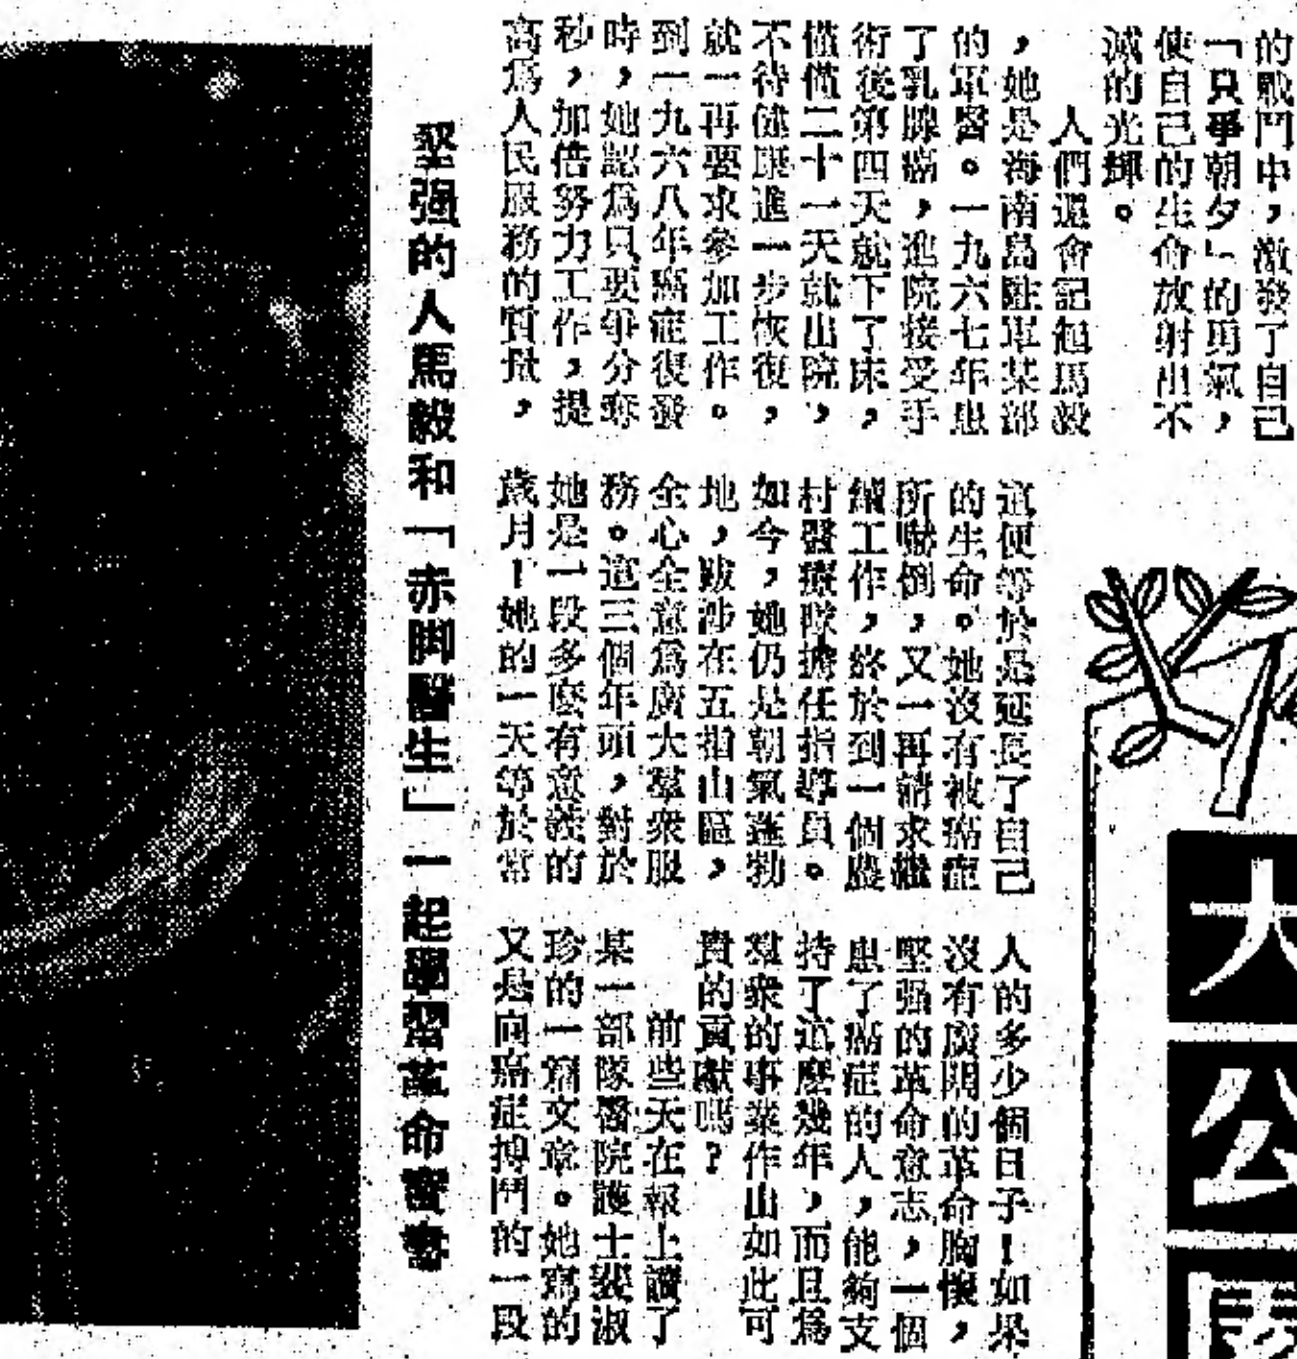 的戰鬥中，激發了自己
「只爭朝夕」的勇氣，
使自己的生命放射出不
滅的光輝。
人們還會記起馬毅
，她是海南島駐軍某部
的軍醫。一九六七年患
了乳腺癌，進院接受手
術後第四天就下了床，
僅僅二十一天就出院，
不待健康進一步恢復，
就一再要求參加工作。
到一九六八年癌症復發
時，她認爲只要爭分奪
秒，加倍努力工作，提
高爲人民服務的質量，
這便等於是延長了自己
的生命。她沒有被癌症
所嚇倒，又一再請求繼
續工作，終於到一個農
村醫療隊擔任指導員。
如今，她仍是朝氣蓬勃
地，跋涉在五指山區，
全心全意爲廣大羣衆服
務。這三個年頭，對於
她是一段多麼有意義的
歲月！她的一天等於常
人的多少個日子！如果
沒有廣闊的革命胸懷，
堅强的革命意志，一個
患了癌症的人，能夠支
持了這麼幾年，而且爲
羣衆的事業作出如此可
貴的貢獻嗎？
前些天在報上讀了
某一部隊醫院護士裴淑
珍的一篇文章。她寫的
又是向癌症搏鬥的一段
堅强的人馬毅和「赤脚醫生」一起學習革命寶書
大公園